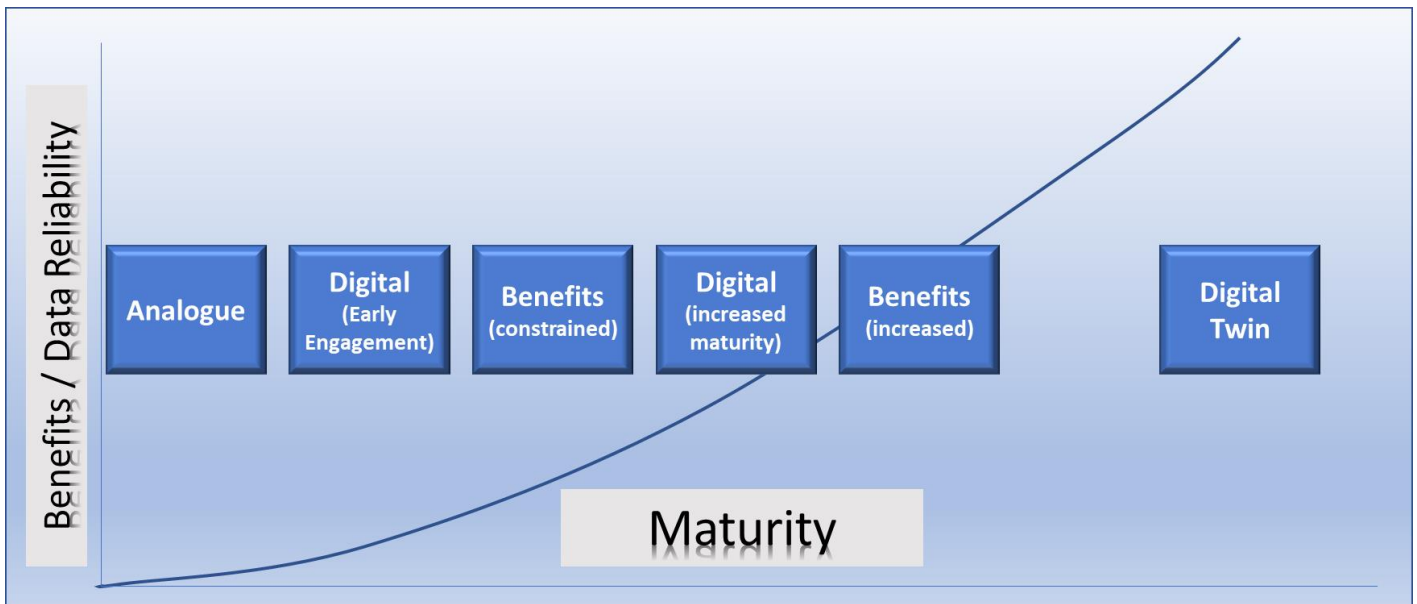 Benefits / Data Reliability
Analogue
Digital
(Early
Engagement)
Benefits
(constrained)
Digital
(increased
maturity)
Benefits
(increased)
Digital
Twin
Maturity